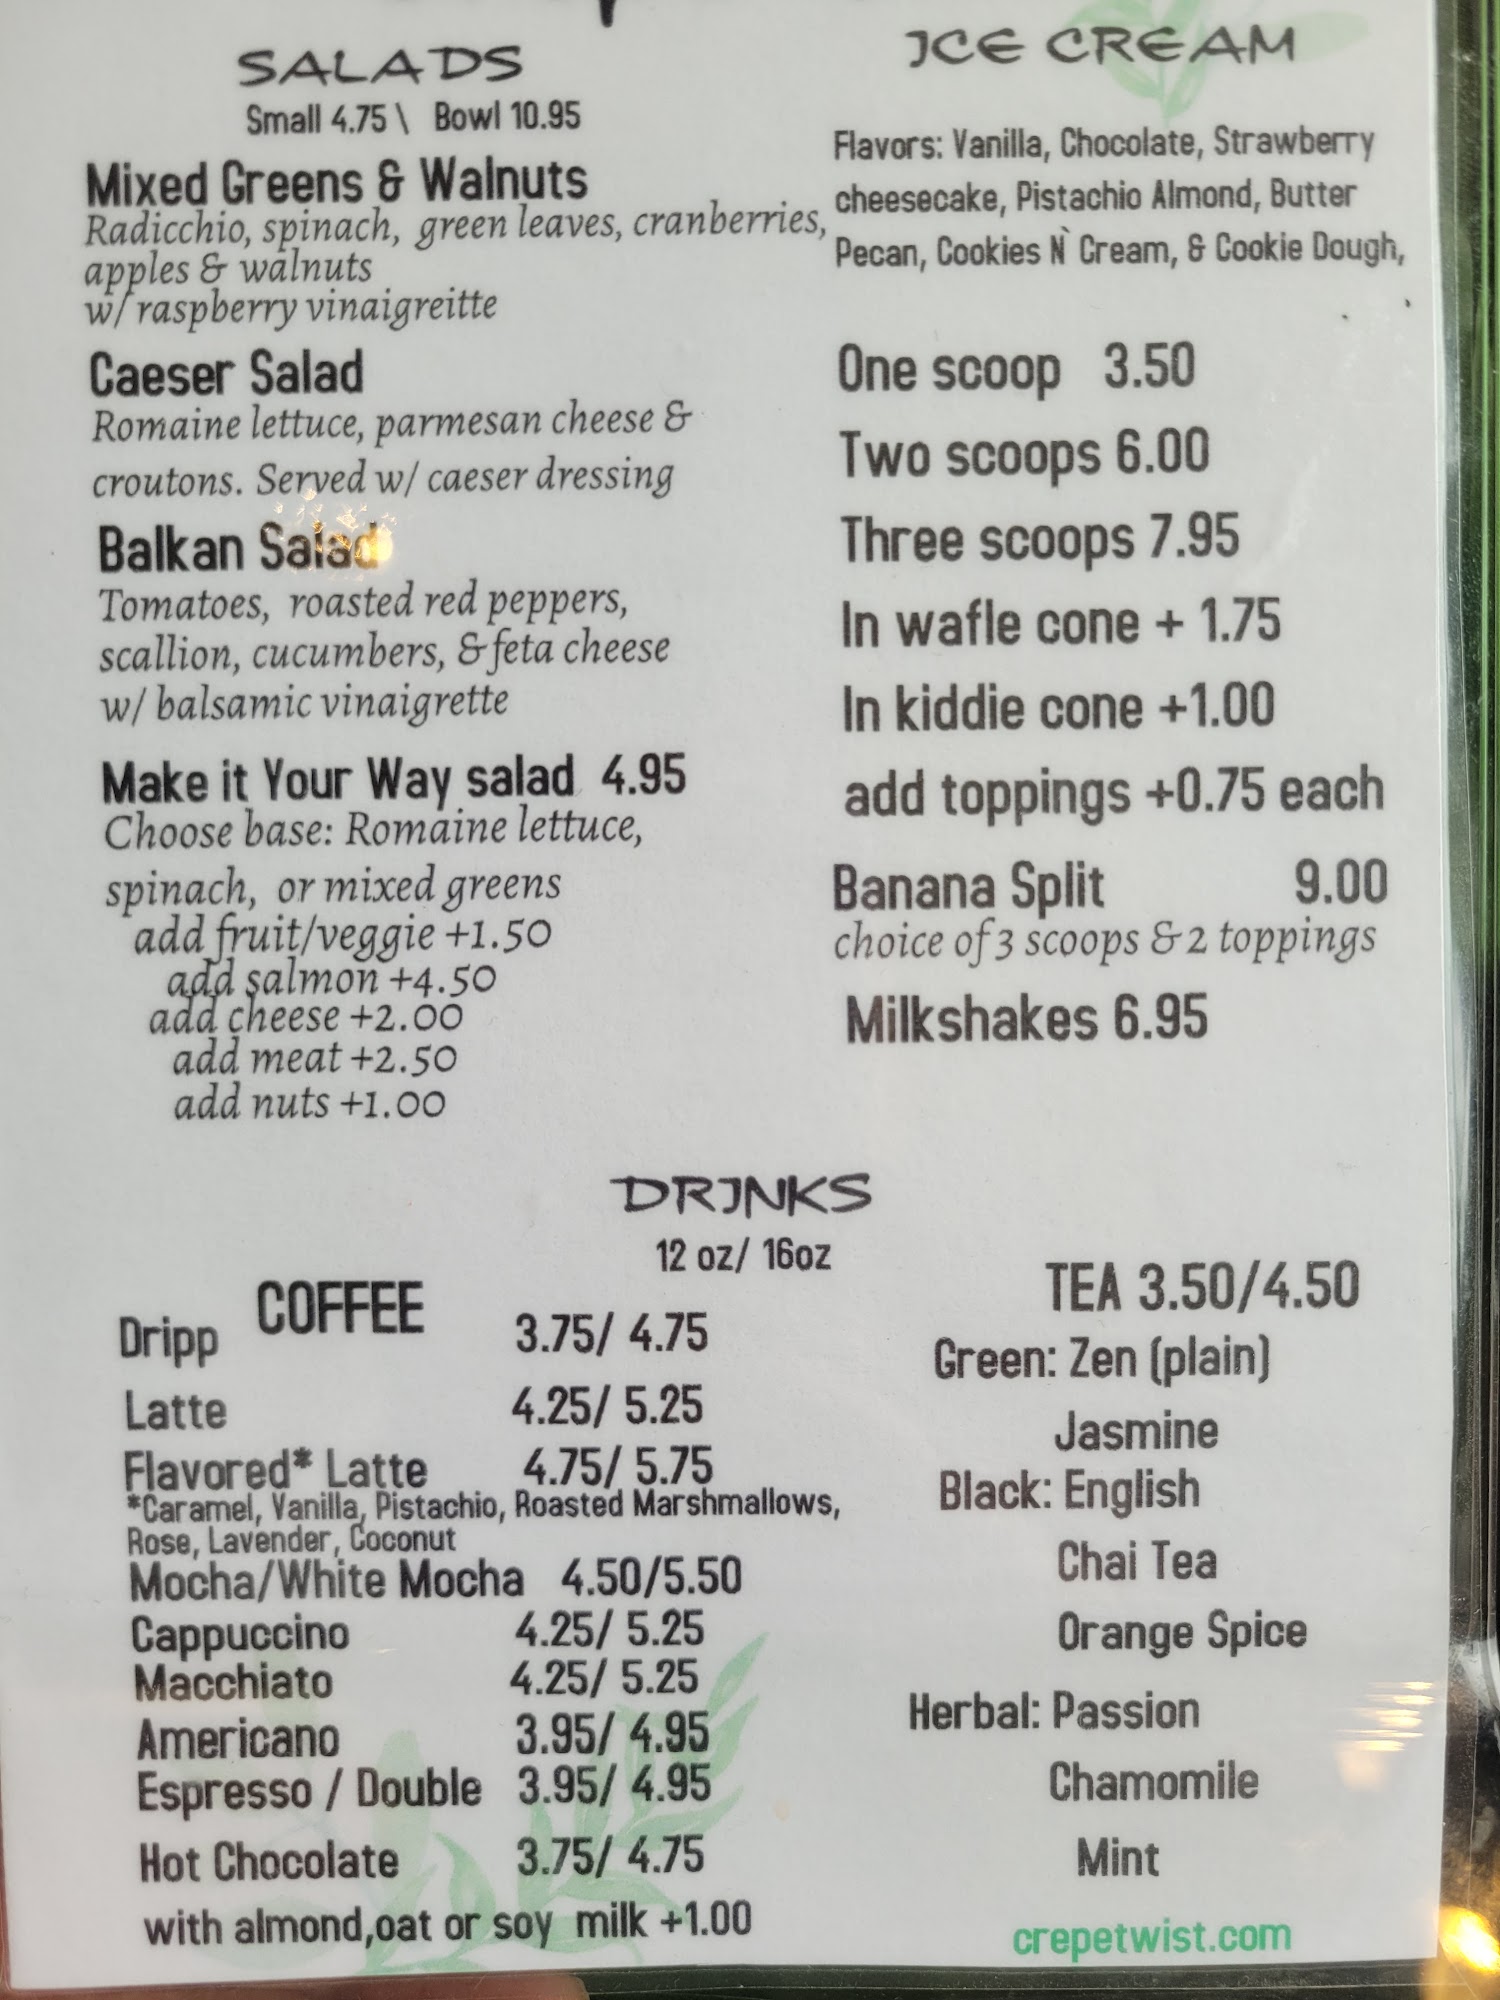 SALADS
Small 4.75 \ Bowl 10.95
Mixed Greens & Walnuts
Radicchio, spinach, green leaves, cranberries,
apples & walnuts
w/ raspberry vinaigreitte
Caeser Salad
Romaine lettuce, parmesan cheese &
croutons. Served w/ caeser dressing
Balkan Salad
Tomatoes, roasted red peppers,
scallion, cucumbers, & feta cheese
w/ balsamic vinaigrette
Make it Your Way salad 4.95
Choose base: Romaine lettuce,
spinach, or mixed greens
add fruit/veggie +1.50
add salmon +4.50
add cheese +2.00
add meat +2.50
add nuts +1.00
ICE CREAM
Flavors: Vanilla, Chocolate, Strawberry
cheesecake, Pistachio Almond, Butter
Pecan, Cookies N` Cream, & Cookie Dough,
One scoop 3.50
Two scoops 6.00
Three scoops 7.95
In wafle cone + 1.75
In kiddie cone +1.00
add toppings +0.75 each
Banana Split 9.00
choice of 3 scoops & 2 toppings
Milkshakes 6.95
DRINKS
12 oz/ 16oz
COFFEE
Dripp 3.75/ 4.75
Latte 4.25/ 5.25
Flavored* Latte 4.75/ 5.75
*Caramel, Vanilla, Pistachio, Roasted Marshmallows,
Rose, Lavender, Coconut
Mocha/White Mocha 4.50/5.50
Cappuccino 4.25/ 5.25
Macchiato 4.25/ 5.25
Americano 3.95/ 4.95
Espresso / Double 3.95/ 4.95
Hot Chocolate 3.75/ 4.75
with almond,oat or soy milk +1.00
TEA 3.50/4.50
Green: Zen (plain)
Jasmine
Black: English
Chai Tea
Orange Spice
Herbal: Passion
Chamomile
Mint
crepetwist.com